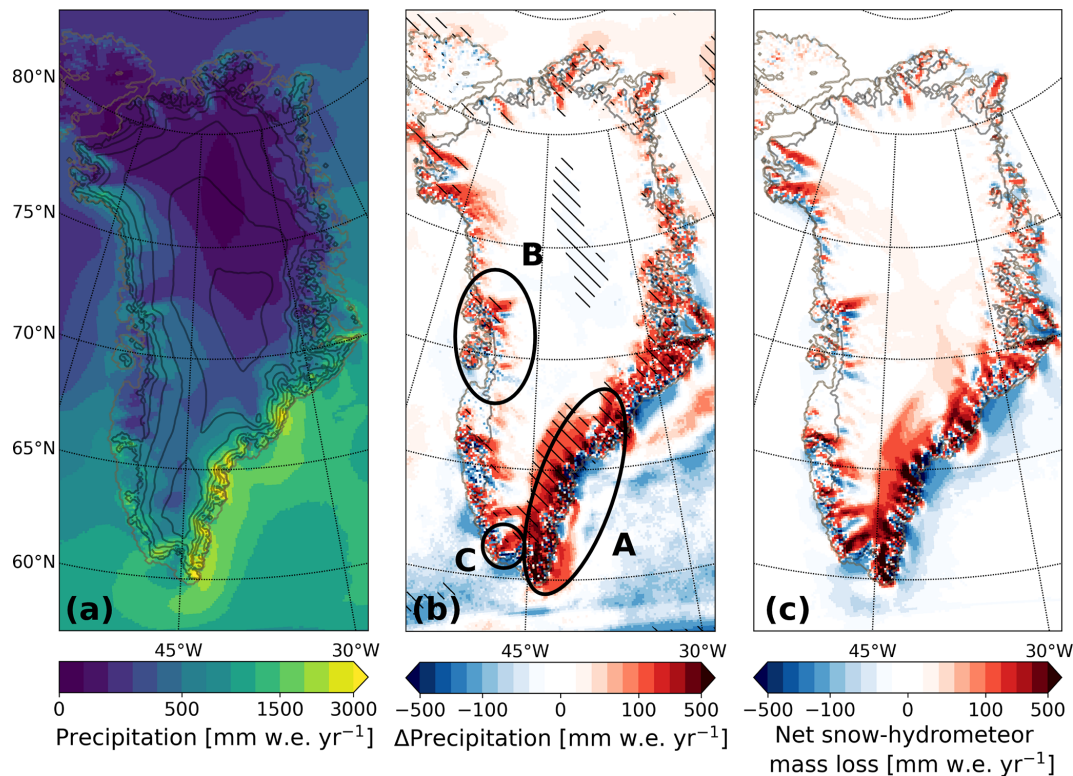 80°N
75°N
70°N
65°N
60°N
(a)
B
A
C
(b)
(c)
45°W 30°W
45°W 30°W
45°W 30°W
0 500 1500 3000
Precipitation [mm w.e. yr⁻¹]
−500 −100 0 100 500
ΔPrecipitation [mm w.e. yr⁻¹]
−500 −100 0 100 500
Net snow-hydrometeor
mass loss [mm w.e. yr⁻¹]